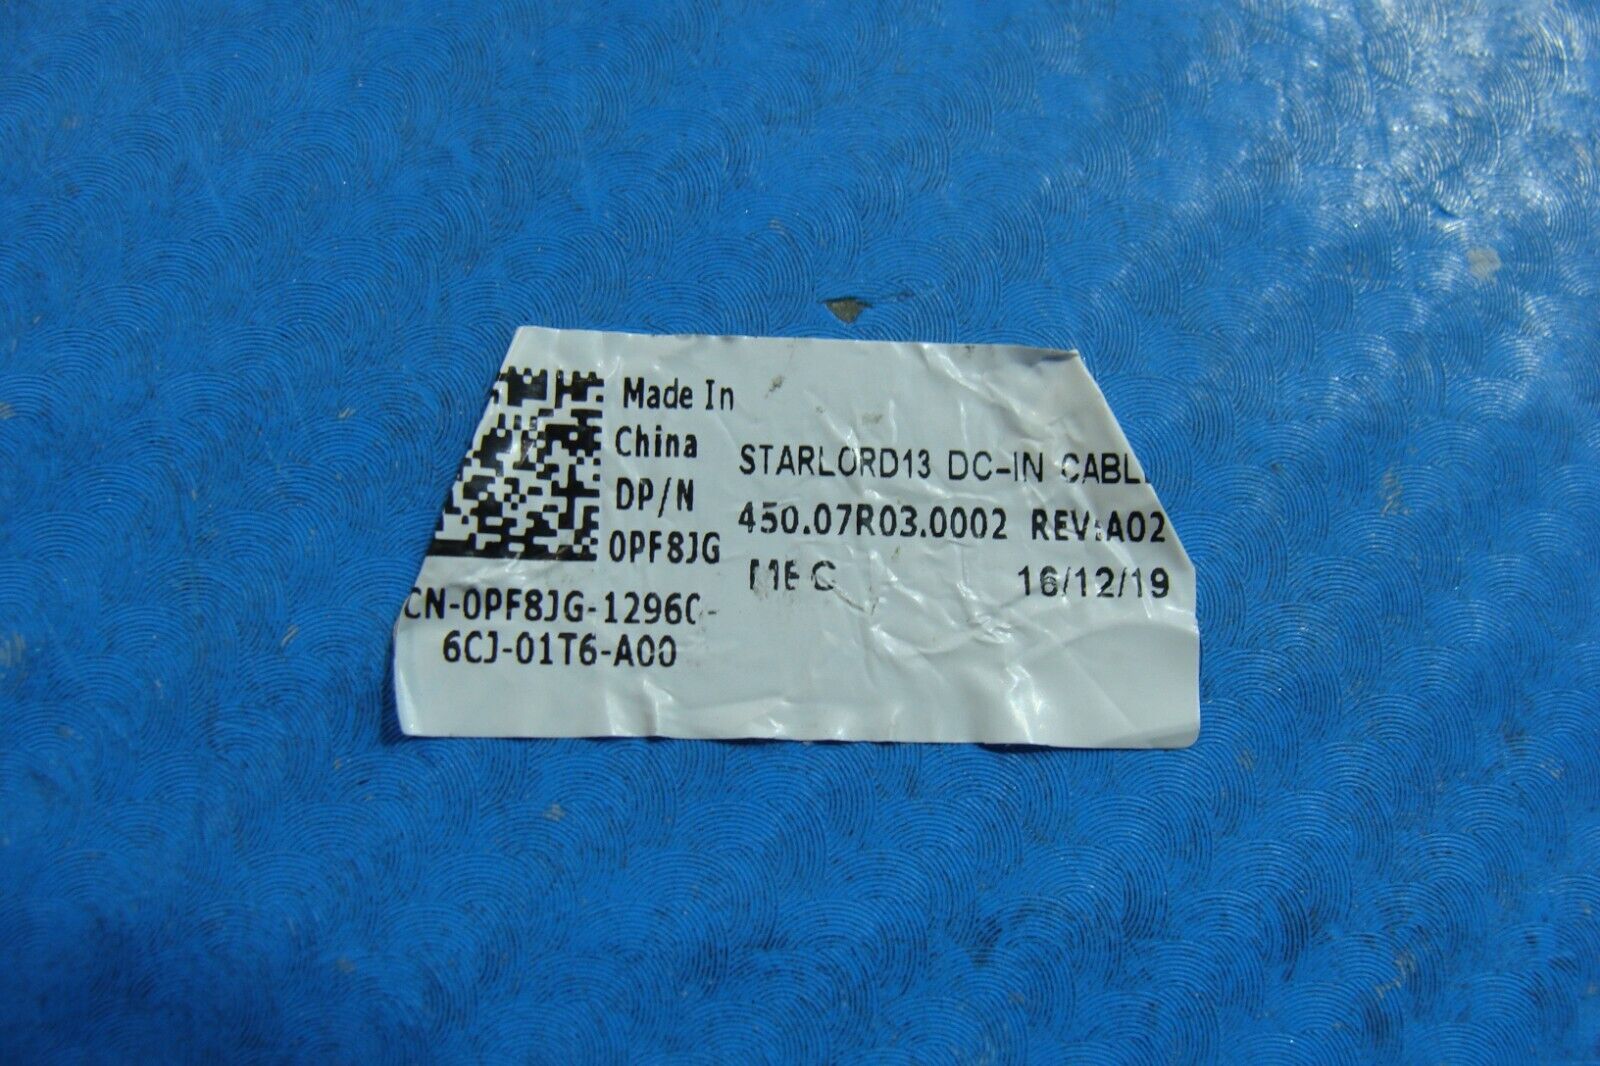 Made In
China
DP/N
0PF8JG
CN-0PF8JG-1296C-
6CJ-01T6-A00
STARLORD13 DC-IN CABL
450.07R03.0002 REV:A02
16/12/19